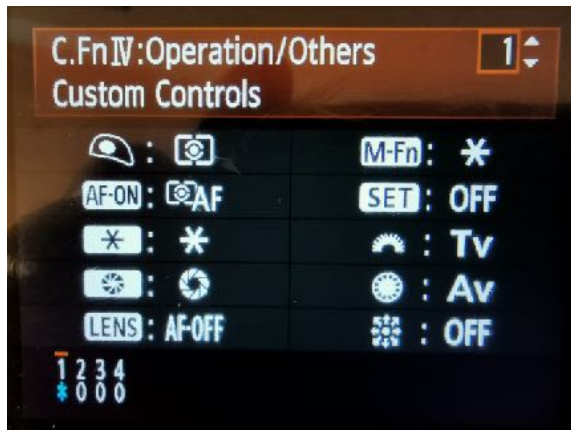 C.Fn IV:Operation/Others 1
Custom Controls
: M-Fn: *
AF-ON: AF SET: OFF
*: * : Tv
: : Av
LENS: AF-OFF : OFF
1 2 3 4
* 0 0 0